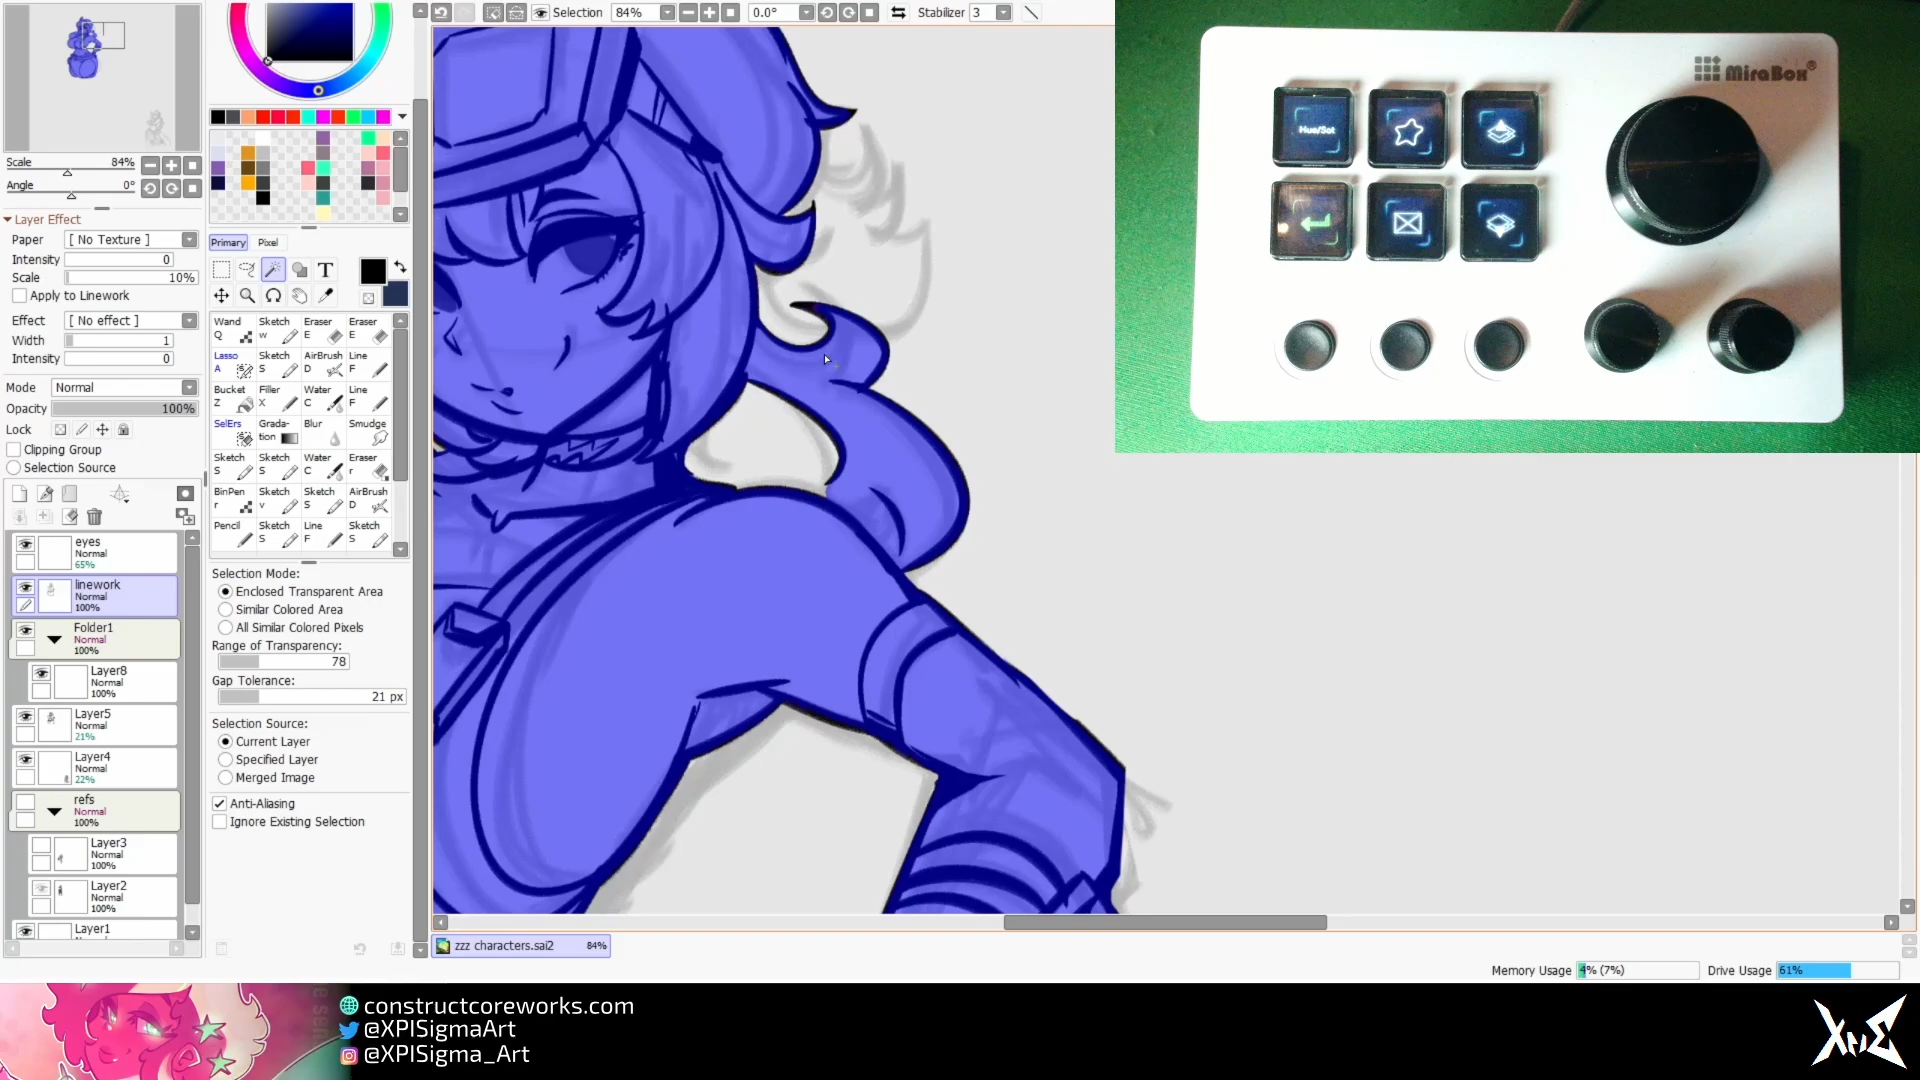 Selection 84% 0.0° Stabilizer 3
MiraBox®
Hue/Sat
Scale 84%
Angle 0°
Layer Effect
Paper [ No Texture ]
Intensity 0
Scale 10%
Apply to Linework
Effect [ No effect ]
Width 1
Intensity 0
Mode Normal
Opacity 100%
Lock
Clipping Group
Selection Source
eyes
Normal
65%
linework
Normal
100%
Folder1
Normal
100%
Layer8
Normal
100%
Layer5
Normal
21%
Layer4
Normal
22%
refs
Normal
100%
Layer3
Normal
100%
Layer2
Normal
100%
Layer1
Primary Pixel
T
Wand Sketch Eraser Eraser
Q w E E
Lasso Sketch AirBrush Line
A S D F
Bucket Filler Water Line
Z X C F
SelErs Grada-tion Blur Smudge
Sketch Sketch Water Eraser
S S C r
BinPen Sketch Sketch AirBrush
r v S D
Pencil Sketch Line Sketch
S F S
Selection Mode:
Enclosed Transparent Area
Similar Colored Area
All Similar Colored Pixels
Range of Transparency:
78
Gap Tolerance:
21 px
Selection Source:
Current Layer
Specified Layer
Merged Image
Anti-Aliasing
Ignore Existing Selection
zzz characters.sai2 84%
Memory Usage 4% (7%) Drive Usage 61%
constructcoreworks.com
@XPISigmaArt
@XPISigma_Art